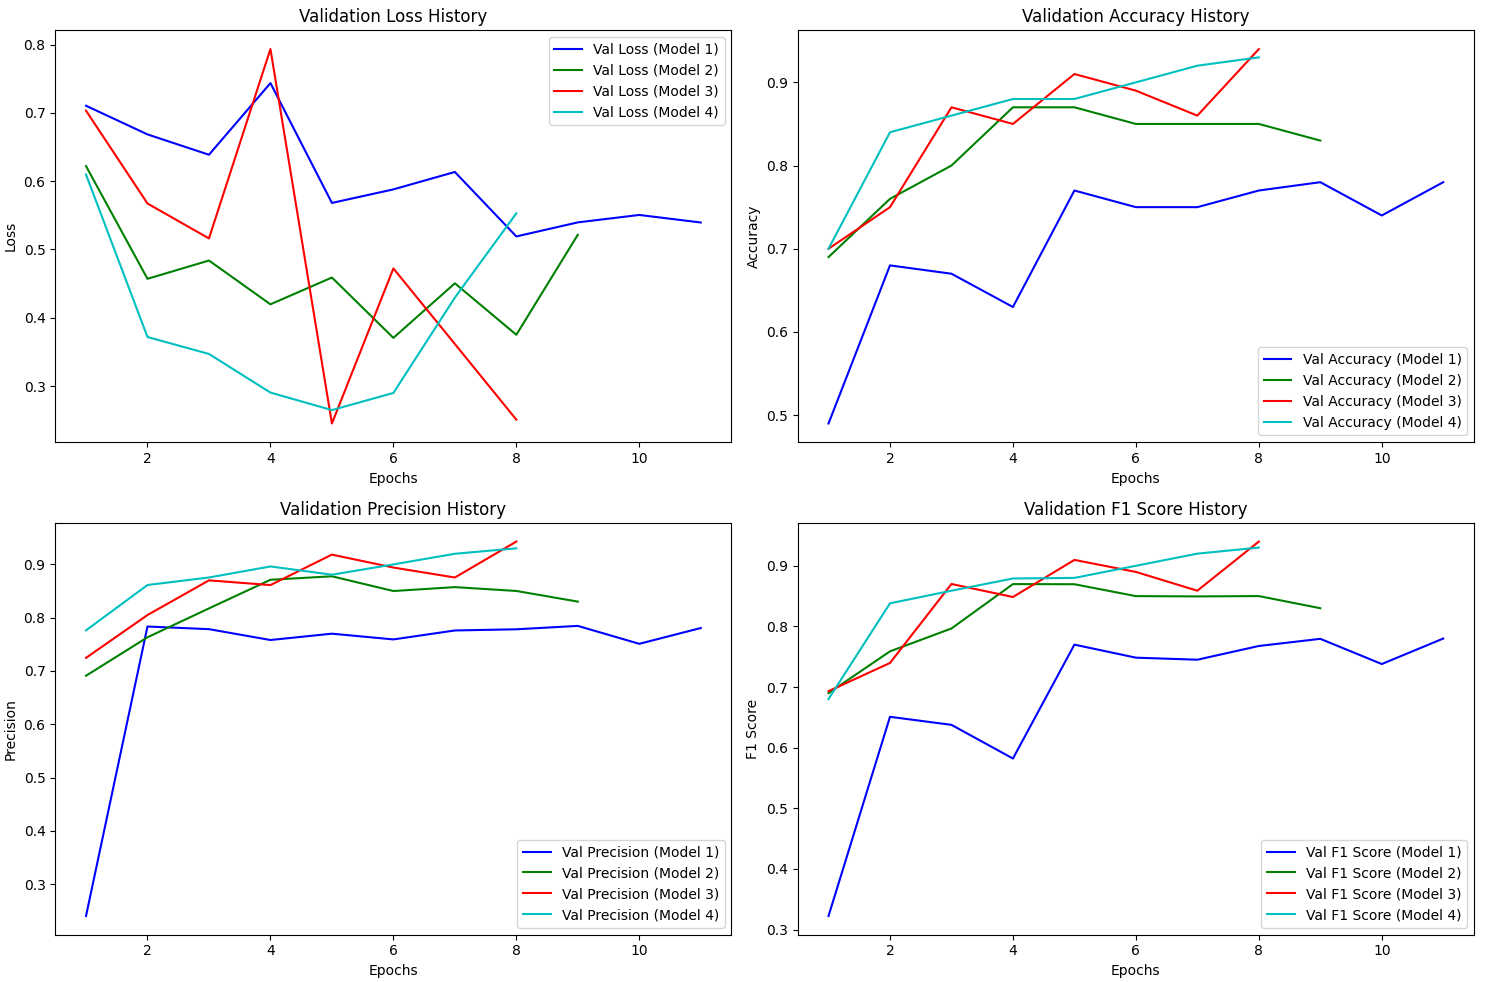 Validation Loss History
0.8
0.7
0.6
0.5
0.4
0.3
Loss
2 4 6 8 10
Epochs
Val Loss (Model 1)
Val Loss (Model 2)
Val Loss (Model 3)
Val Loss (Model 4)
Validation Accuracy History
0.9
0.8
0.7
0.6
0.5
Accuracy
2 4 6 8 10
Epochs
Val Accuracy (Model 1)
Val Accuracy (Model 2)
Val Accuracy (Model 3)
Val Accuracy (Model 4)
Validation Precision History
0.9
0.8
0.7
0.6
0.5
0.4
0.3
Precision
2 4 6 8 10
Epochs
Val Precision (Model 1)
Val Precision (Model 2)
Val Precision (Model 3)
Val Precision (Model 4)
Validation F1 Score History
0.9
0.8
0.7
0.6
0.5
0.4
0.3
F1 Score
2 4 6 8 10
Epochs
Val F1 Score (Model 1)
Val F1 Score (Model 2)
Val F1 Score (Model 3)
Val F1 Score (Model 4)